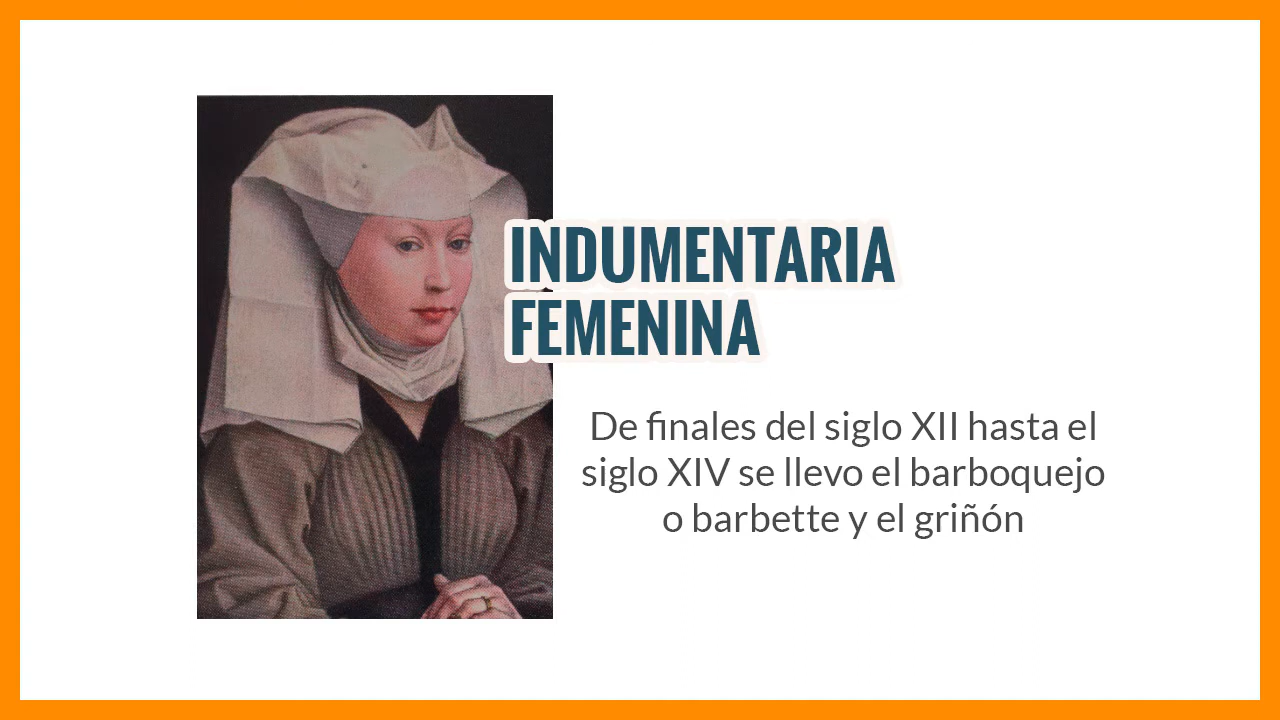 INDUMENTARIA
FEMENINA
De finales del siglo XII hasta el
siglo XIV se llevo el barboquejo
o barbette y el griñón